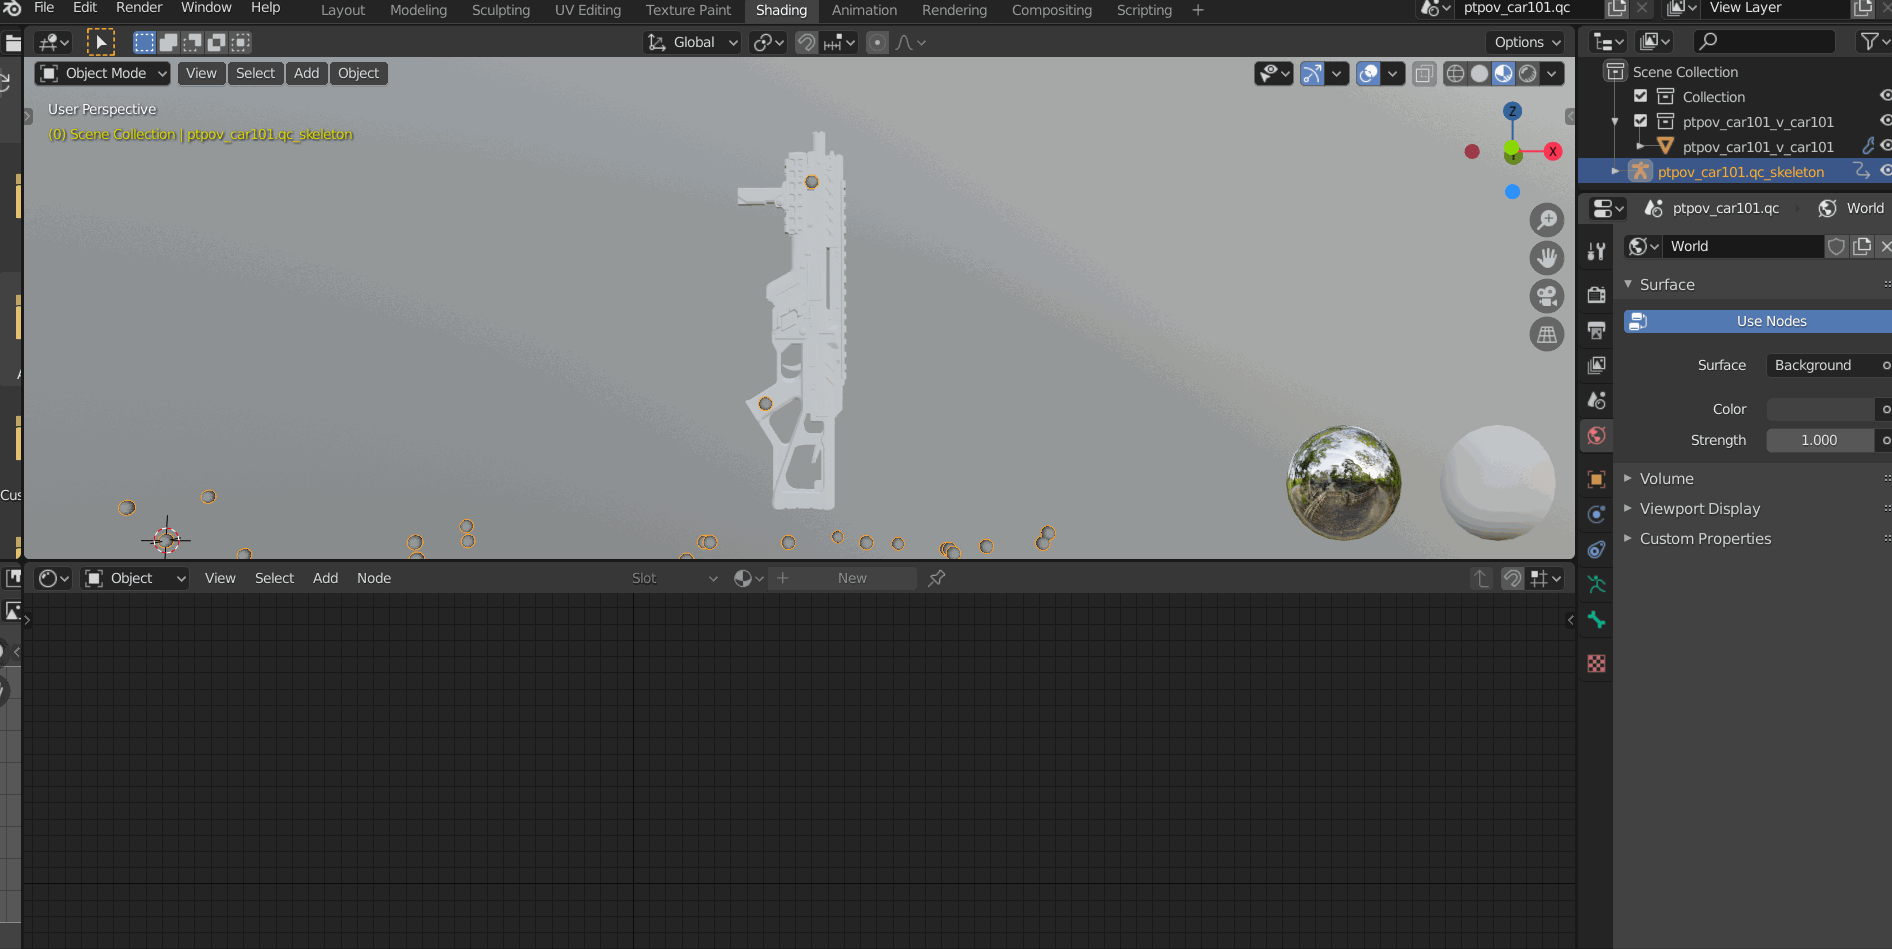 File Edit Render Window Help Layout Modeling Sculpting UV Editing Texture Paint Shading Animation Rendering Compositing Scripting + ptpov_car101.qc View Layer
Global Options
Object Mode View Select Add Object
User Perspective
(0) Scene Collection | ptpov_car101.qc_skeleton
Z
X
Y
Scene Collection
Collection
ptpov_car101_v_car101
ptpov_car101_v_car101
ptpov_car101.qc_skeleton
ptpov_car101.qc World
World
Surface
Use Nodes
Surface Background
Color
Strength 1.000
Volume
Viewport Display
Custom Properties
Cus
Object View Select Add Node Slot + New